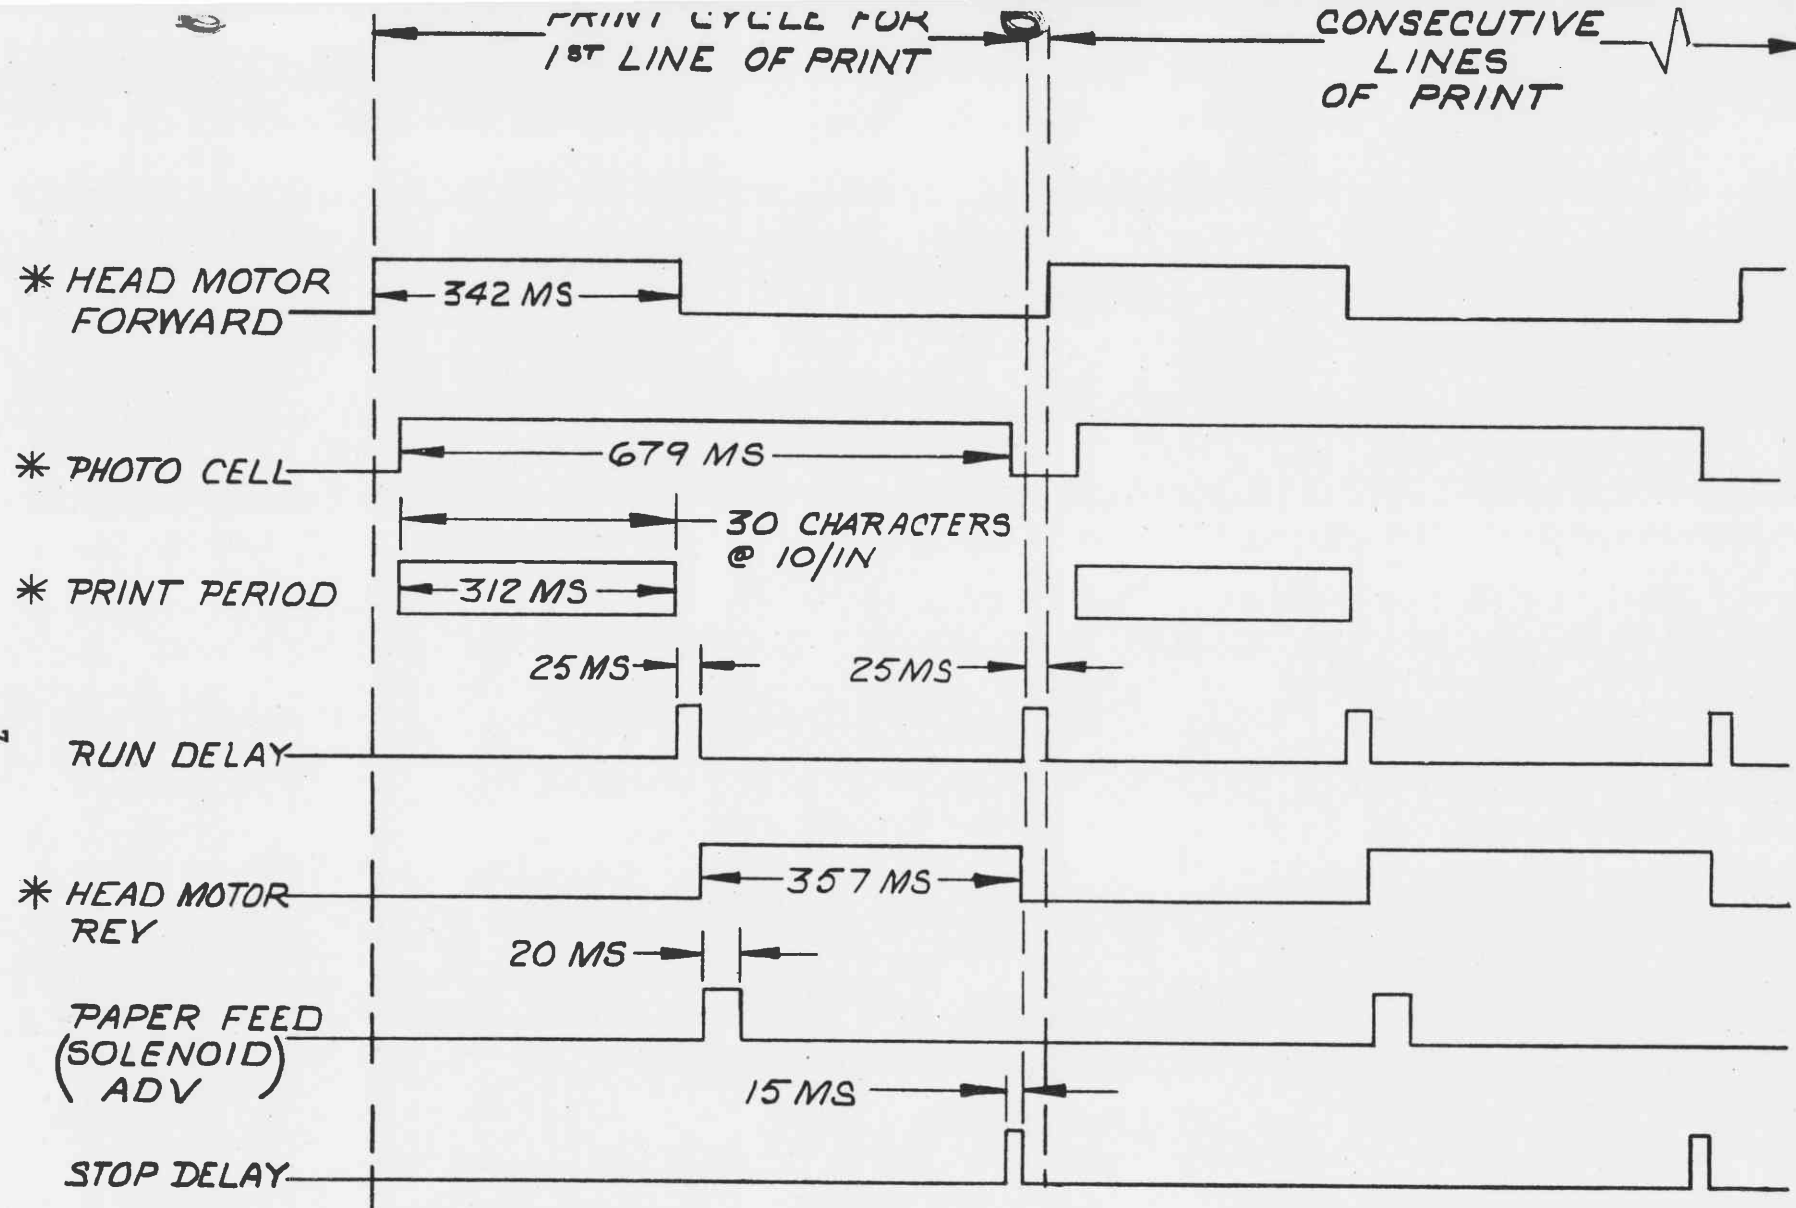 PRINT CYCLE FOR
1ST LINE OF PRINT
CONSECUTIVE
LINES
OF PRINT
* HEAD MOTOR
FORWARD
342 MS
* PHOTO CELL
679 MS
30 CHARACTERS
@ 10/IN
* PRINT PERIOD
312 MS
25 MS
25 MS
RUN DELAY
* HEAD MOTOR
REV
357 MS
20 MS
PAPER FEED
(SOLENOID)
ADV
15 MS
STOP DELAY